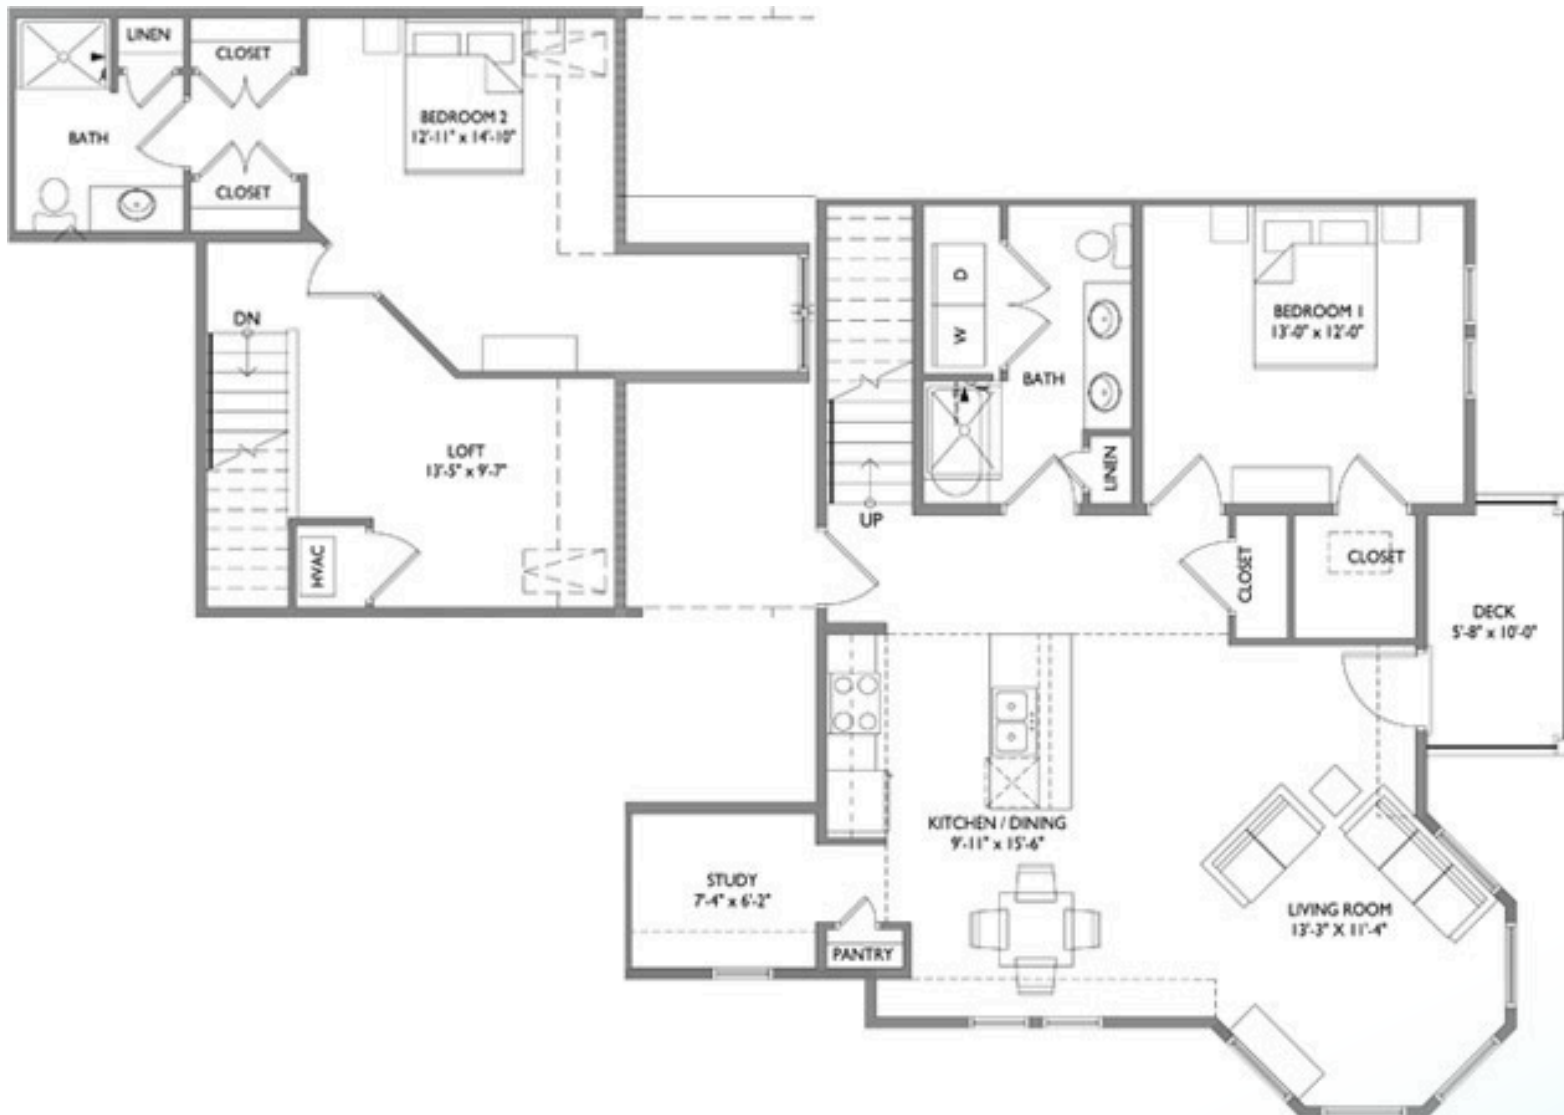 LINEN
CLOSET
BATH
CLOSET
BEDROOM 2
12'-11" x 14'-10"
DN
LOFT
13'-5" x 9'-7"
HVAC
UP
D
W
BATH
LINEN
BEDROOM 1
13'-0" x 12'-0"
CLOSET
CLOSET
DECK
5'-8" x 10'-0"
KITCHEN / DINING
9'-11" x 15'-6"
STUDY
7'-4" x 6'-2"
PANTRY
LIVING ROOM
13'-3" X 11'-4"